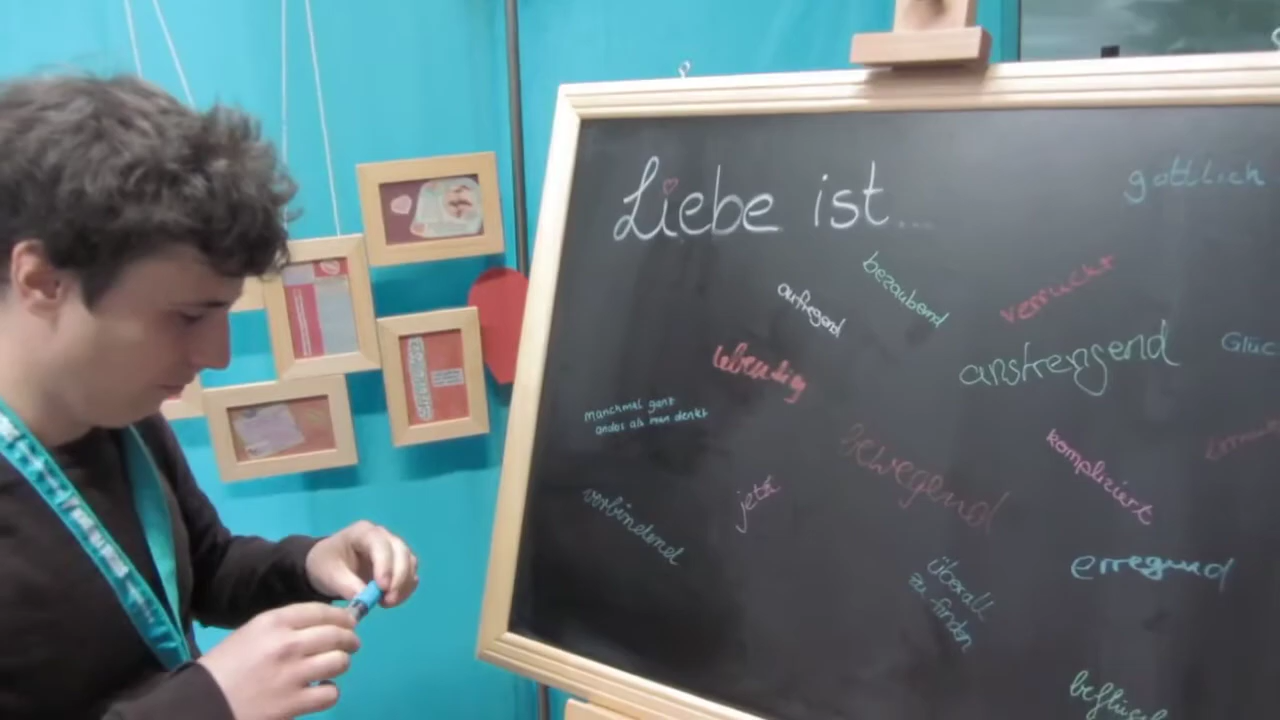 Liebe ist...
göttlich
bezaubernd
verrückt
aufregend
anstrengend
lebendig
manchmal ganz
anders als man denkt
bewegend
kompliziert
jetzt
verbindend
erregend
überall
zu finden